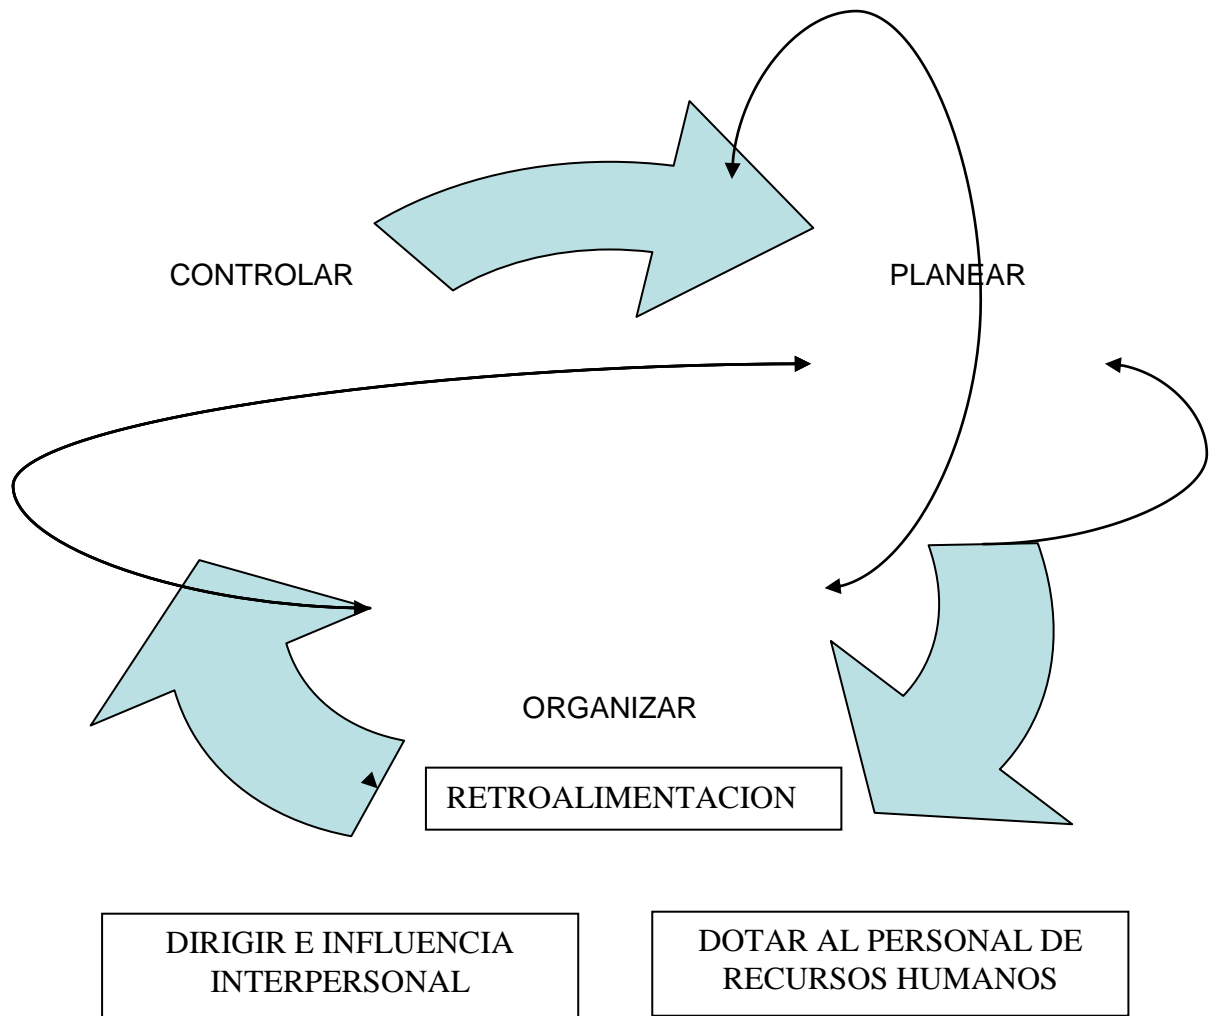 CONTROLAR
PLANEAR
ORGANIZAR
RETROALIMENTACION
DIRIGIR E INFLUENCIA
INTERPERSONAL
DOTAR AL PERSONAL DE
RECURSOS HUMANOS